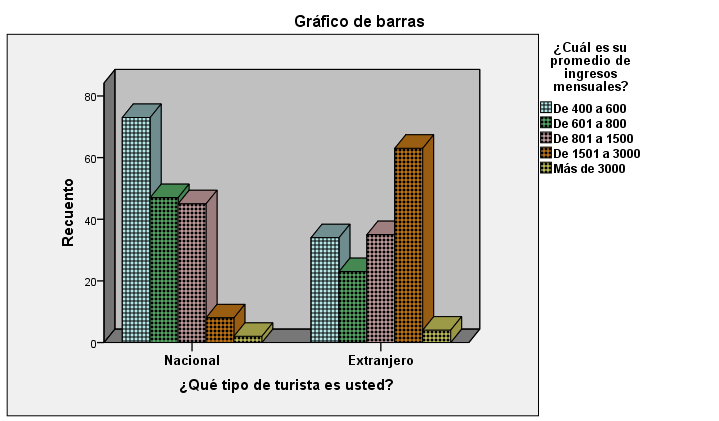 Gráfico de barras
¿Cuál es su
promedio de
ingresos
mensuales?
De 400 a 600
De 601 a 800
De 801 a 1500
De 1501 a 3000
Más de 3000
Recuento
80
60
40
20
0
Nacional
Extranjero
¿Qué tipo de turista es usted?